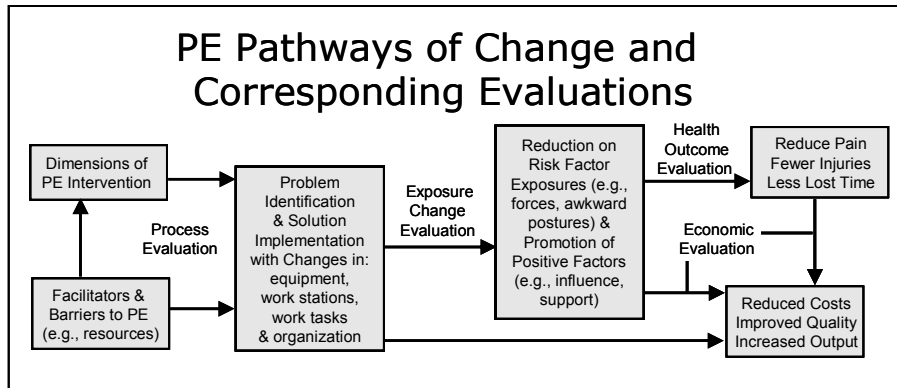 PE Pathways of Change and
Corresponding Evaluations
Dimensions of
PE Intervention
Process
Evaluation
Facilitators &
Barriers to PE
(e.g., resources)
Problem
Identification
& Solution
Implementation
with Changes in:
equipment,
work stations,
work tasks
& organization
Exposure
Change
Evaluation
Reduction on
Risk Factor
Exposures (e.g.,
forces, awkward
postures) &
Promotion of
Positive Factors
(e.g., influence,
support)
Health
Outcome
Evaluation
Reduce Pain
Fewer Injuries
Less Lost Time
Economic
Evaluation
Reduced Costs
Improved Quality
Increased Output